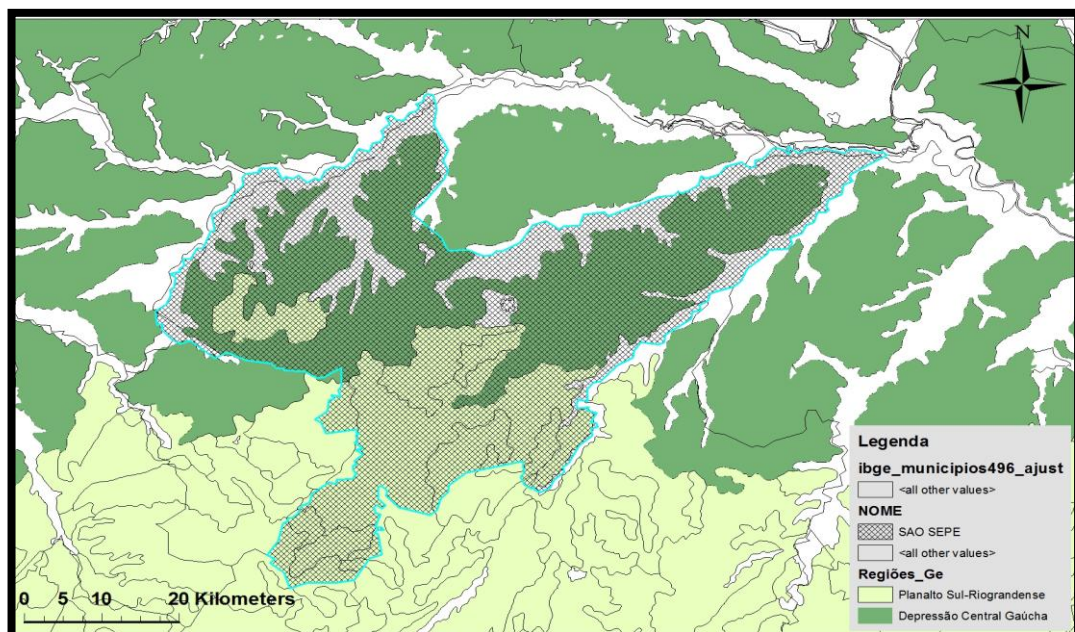 N
Legenda
ibge_municipios496_ajust
<all other values>
NOME
SAO SEPE
<all other values>
Regiões_Ge
Planalto Sul-Riograndense
Depressão Central Gaúcha
0 5 10 20 Kilometers